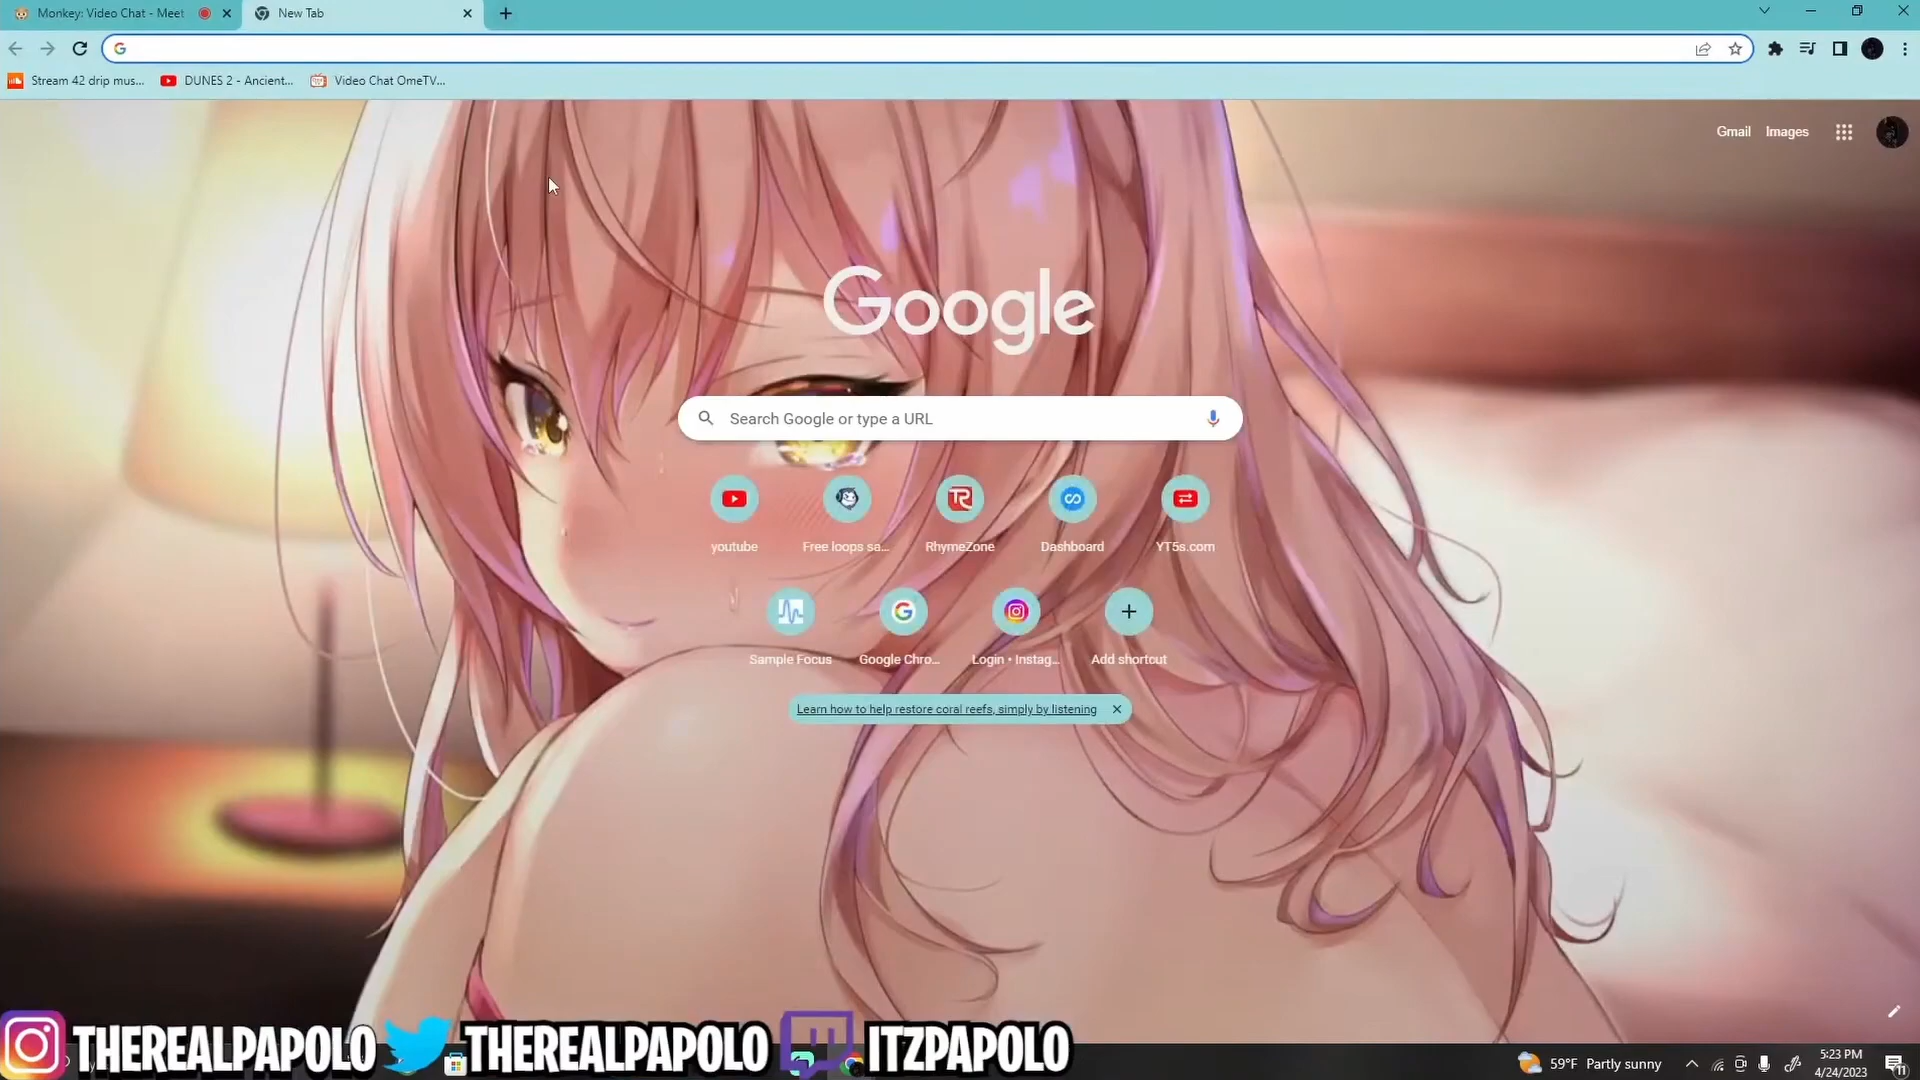 Monkey: Video Chat - Meet
New Tab
Stream 42 drip mus...
DUNES 2 - Ancient...
Video Chat OmeTV...
Gmail
Images
Google
Search Google or type a URL
youtube
Free loops sa...
RhymeZone
Dashboard
YT5s.com
Sample Focus
Google Chro...
Login • Instag...
Add shortcut
Learn how to help restore coral reefs, simply by listening
THEREALPAPOLO
THEREALPAPOLO
ITZPAPOLO
59°F Partly sunny
5:23 PM
4/24/2023